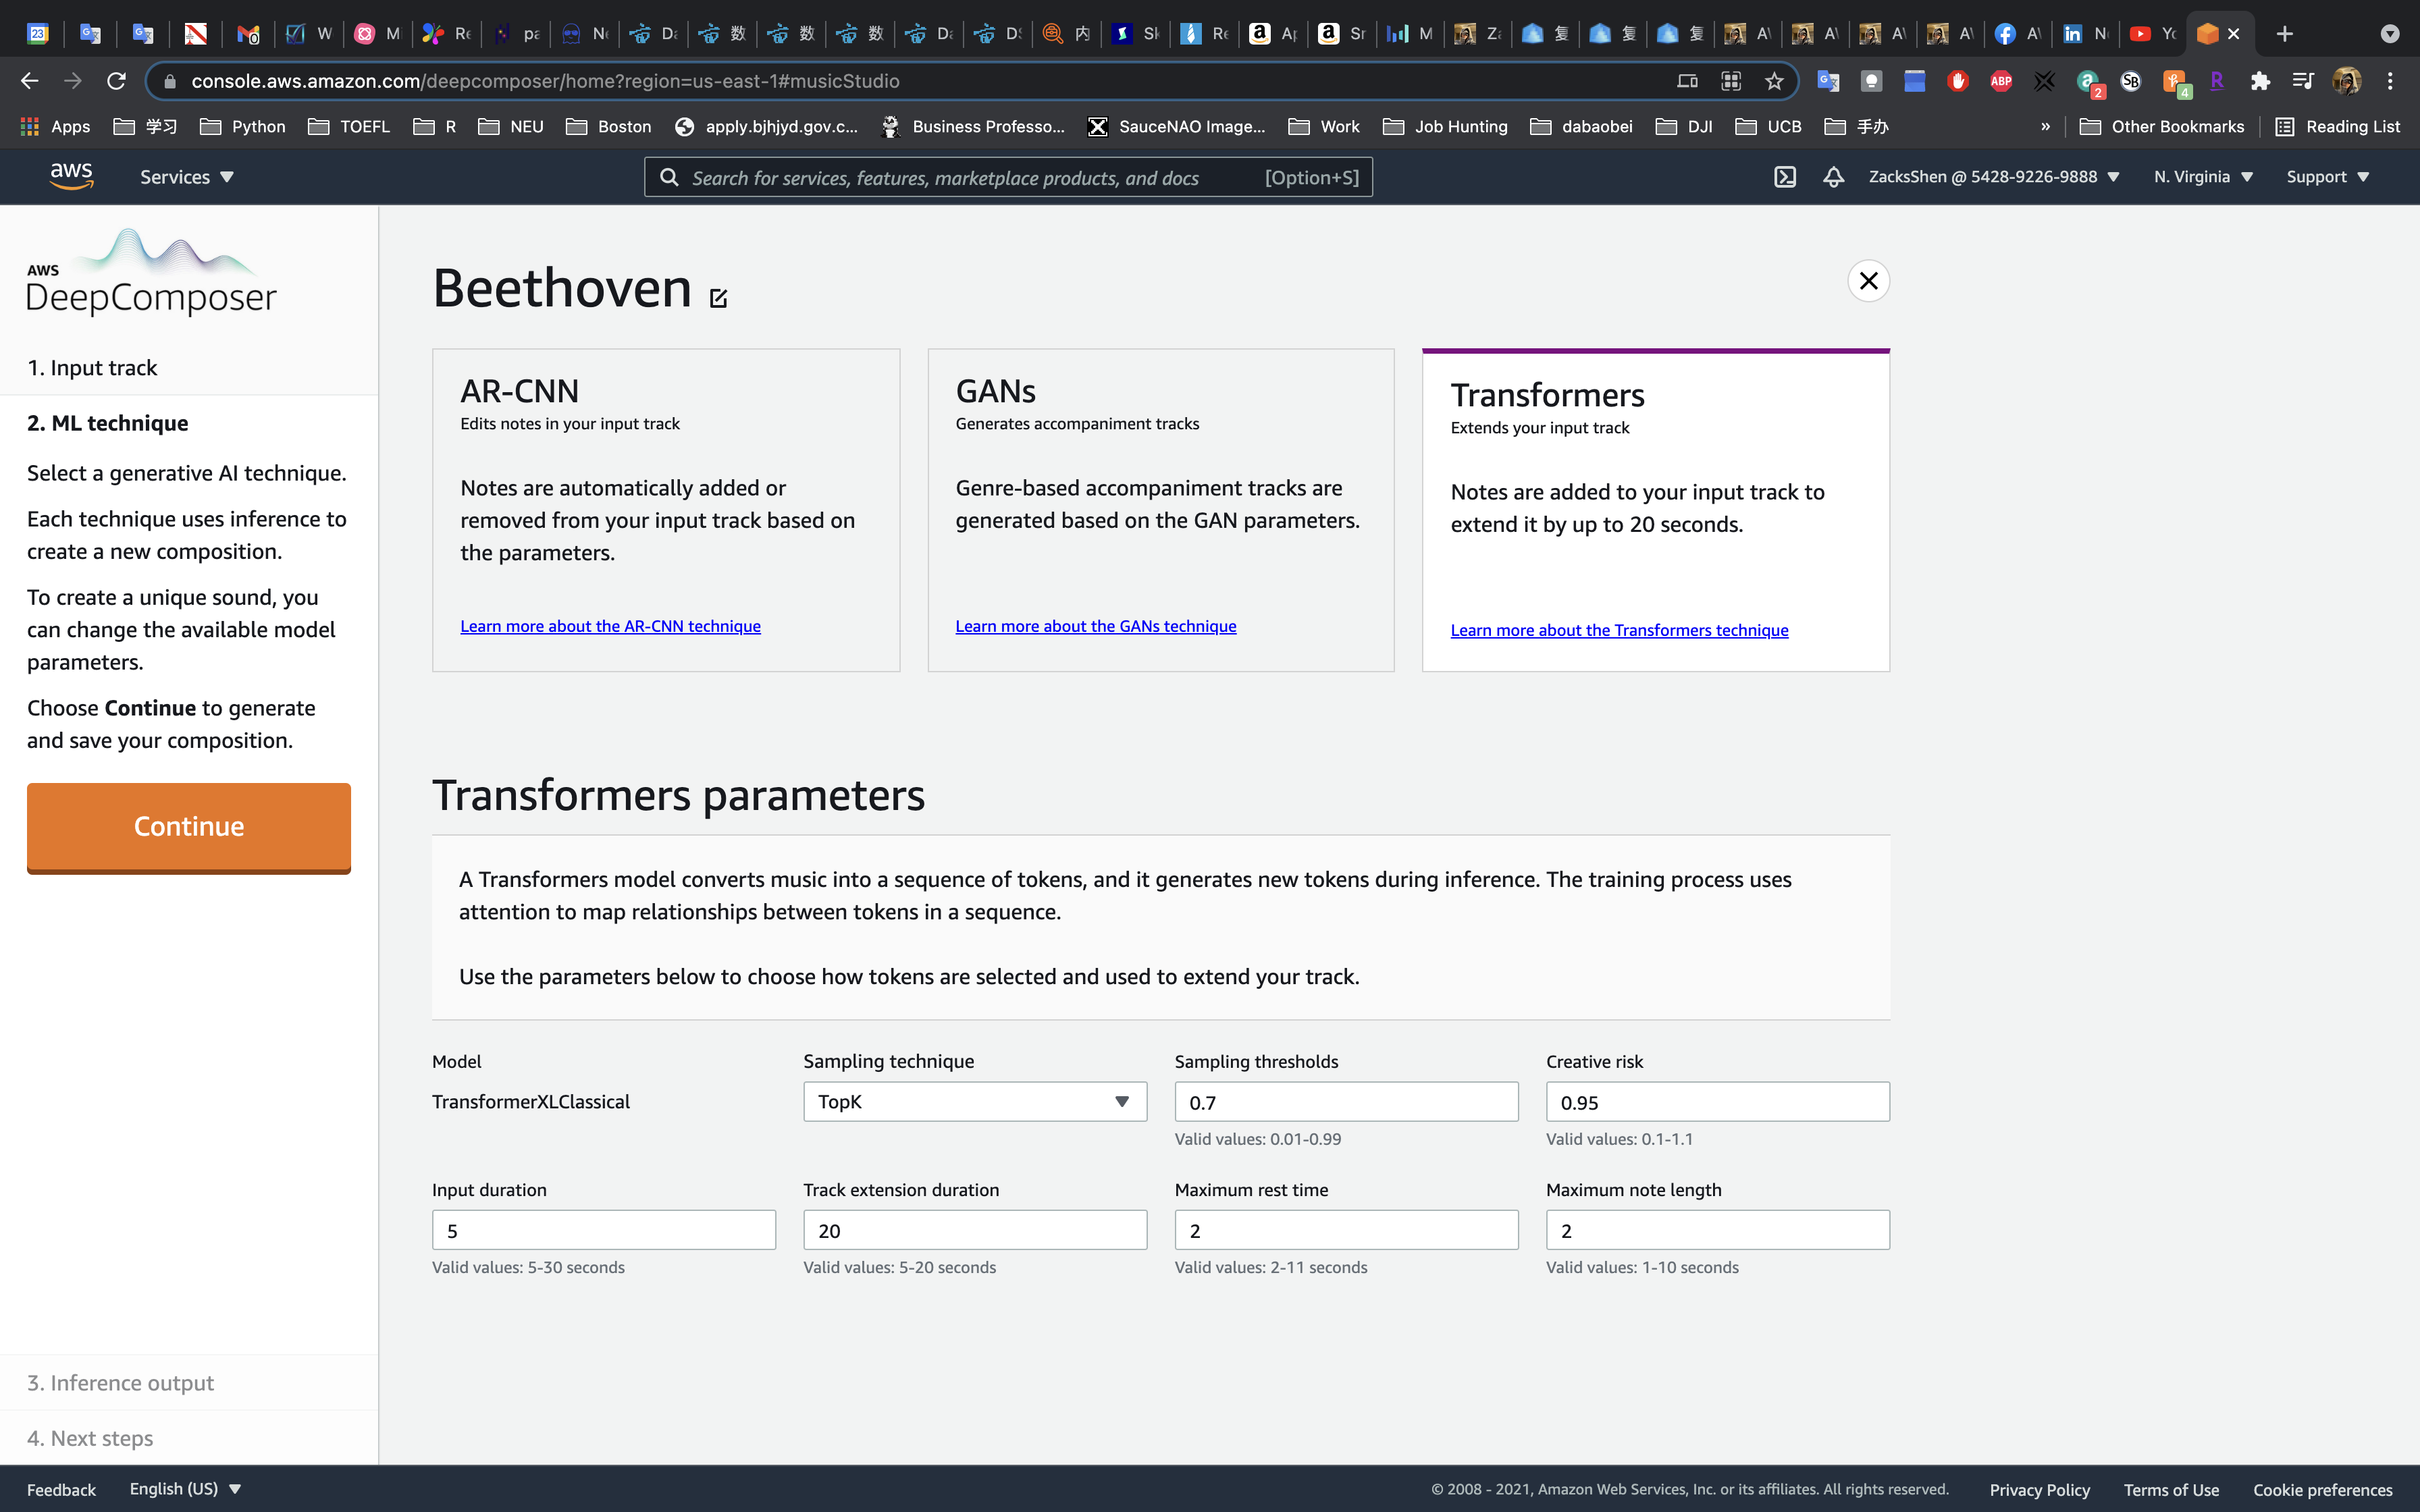 console.aws.amazon.com/deepcomposer/home?region=us-east-1#musicStudio
Apps 学习 Python TOEFL R NEU Boston apply.bjhjyd.gov.c... Business Professo... SauceNAO Image... Work Job Hunting dabaobei DJI UCB 手办 » Other Bookmarks Reading List
aws Services Search for services, features, marketplace products, and docs [Option+S] ZacksShen @ 5428-9226-9888 N. Virginia Support
AWS
DeepComposer
1. Input track
2. ML technique
Select a generative AI technique.
Each technique uses inference to
create a new composition.
To create a unique sound, you
can change the available model
parameters.
Choose Continue to generate
and save your composition.
Continue
3. Inference output
4. Next steps
Beethoven
AR-CNN
Edits notes in your input track
Notes are automatically added or
removed from your input track based on
the parameters.
Learn more about the AR-CNN technique
GANs
Generates accompaniment tracks
Genre-based accompaniment tracks are
generated based on the GAN parameters.
Learn more about the GANs technique
Transformers
Extends your input track
Notes are added to your input track to
extend it by up to 20 seconds.
Learn more about the Transformers technique
Transformers parameters
A Transformers model converts music into a sequence of tokens, and it generates new tokens during inference. The training process uses
attention to map relationships between tokens in a sequence.
Use the parameters below to choose how tokens are selected and used to extend your track.
Model Sampling technique Sampling thresholds Creative risk
TransformerXLClassical TopK 0.7 0.95
Valid values: 0.01-0.99 Valid values: 0.1-1.1
Input duration Track extension duration Maximum rest time Maximum note length
5 20 2 2
Valid values: 5-30 seconds Valid values: 5-20 seconds Valid values: 2-11 seconds Valid values: 1-10 seconds
Feedback English (US) © 2008 - 2021, Amazon Web Services, Inc. or its affiliates. All rights reserved. Privacy Policy Terms of Use Cookie preferences